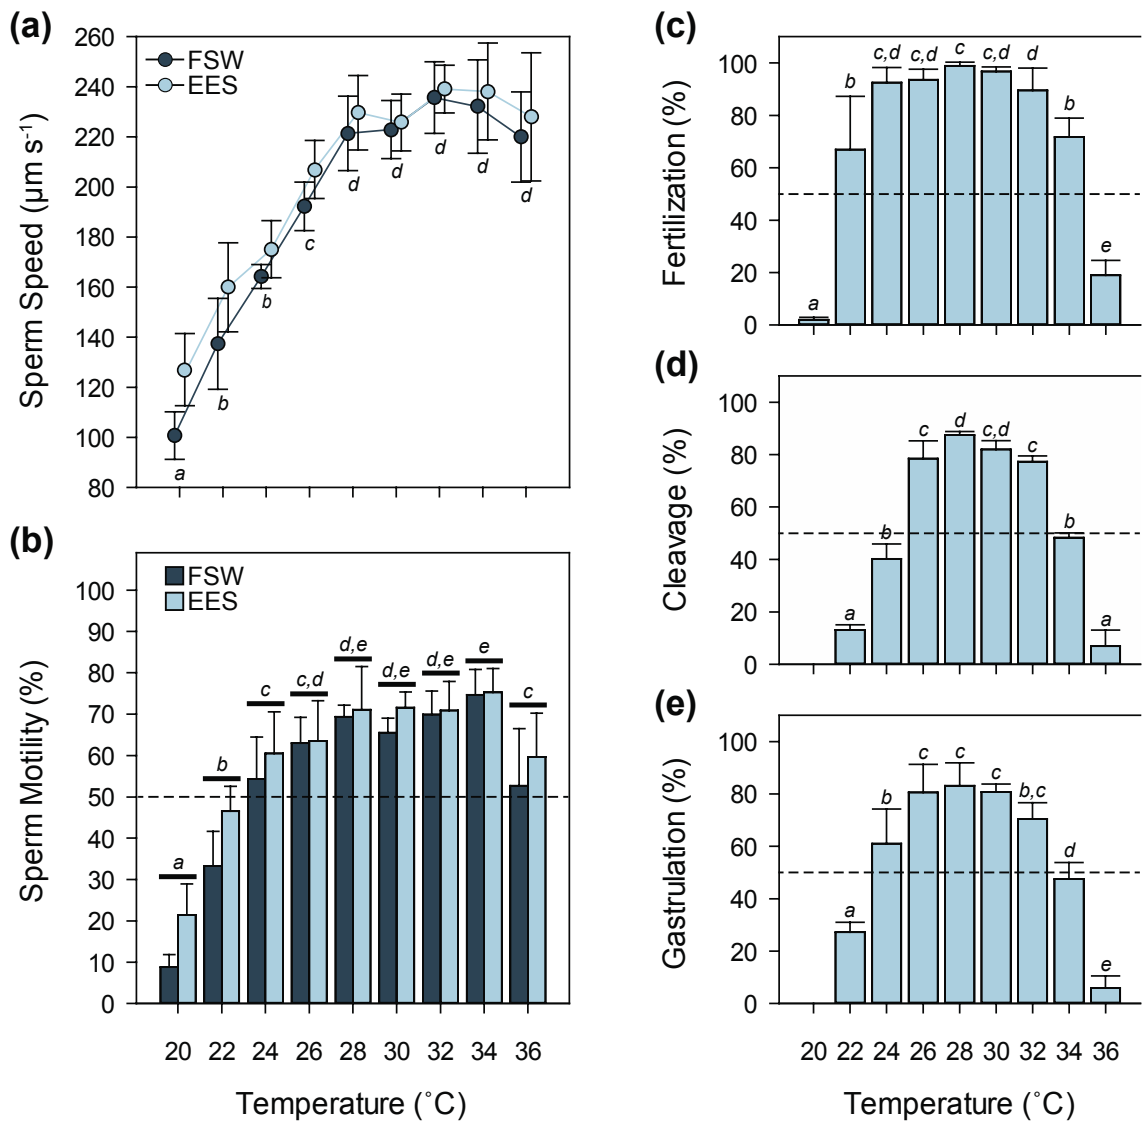 (a)
260
240
220
200
180
160
140
120
100
80
Sperm Speed (µm s⁻¹)
FSW
EES
a
b
b
c
d
d
d
d
d
(b)
100
90
80
70
60
50
40
30
20
10
0
Sperm Motility (%)
FSW
EES
a
b
c
c,d
d,e
d,e
d,e
e
c
20 22 24 26 28 30 32 34 36
Temperature (˚C)
(c)
100
80
60
40
20
0
Fertilization (%)
a
b
c,d
c,d
c
c,d
d
b
e
(d)
100
80
60
40
20
0
Cleavage (%)
a
b
c
d
c,d
c
b
a
(e)
100
80
60
40
20
0
Gastrulation (%)
a
b
c
c
c
b,c
d
e
20 22 24 26 28 30 32 34 36
Temperature (˚C)